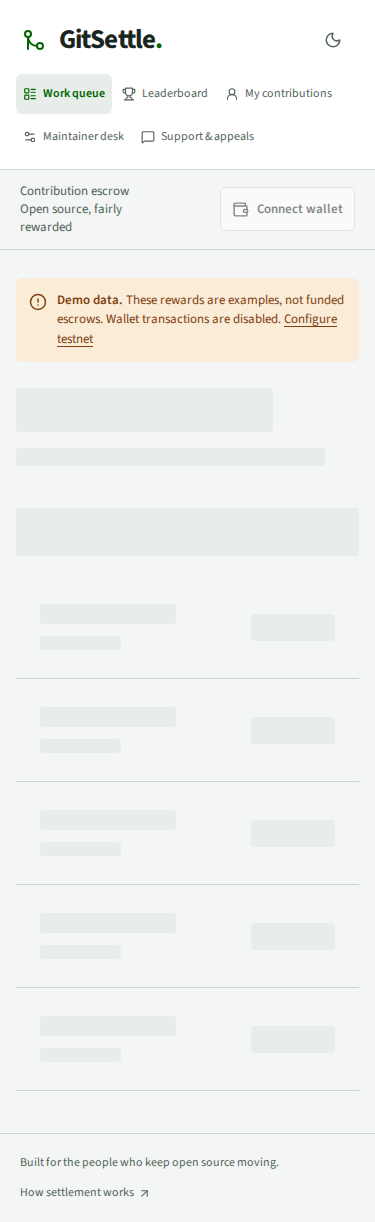 GitSettle.
Work queue
Leaderboard
My contributions
Maintainer desk
Support & appeals
Contribution escrow
Open source, fairly
rewarded
Connect wallet
Demo data. These rewards are examples, not funded
escrows. Wallet transactions are disabled. Configure
testnet
Built for the people who keep open source moving.
How settlement works